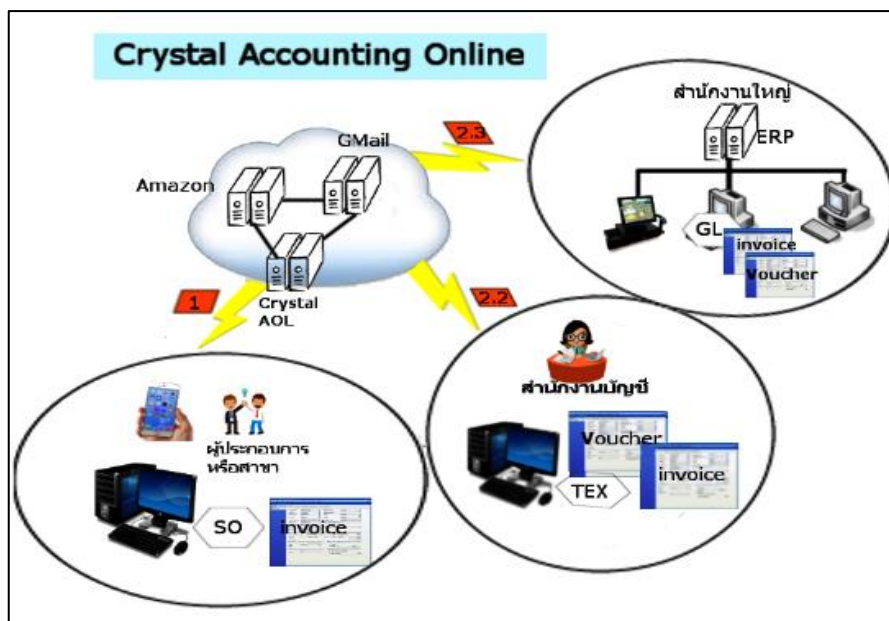 Crystal Accounting Online
สำนักงานใหญ่
ERP
2.3
GMail
Amazon
GL
invoice
Voucher
1
Crystal
AOL
2.2
สำนักงานบัญชี
Voucher
invoice
TEX
ผู้ประกอบการ
หรือสาขา
SO
invoice